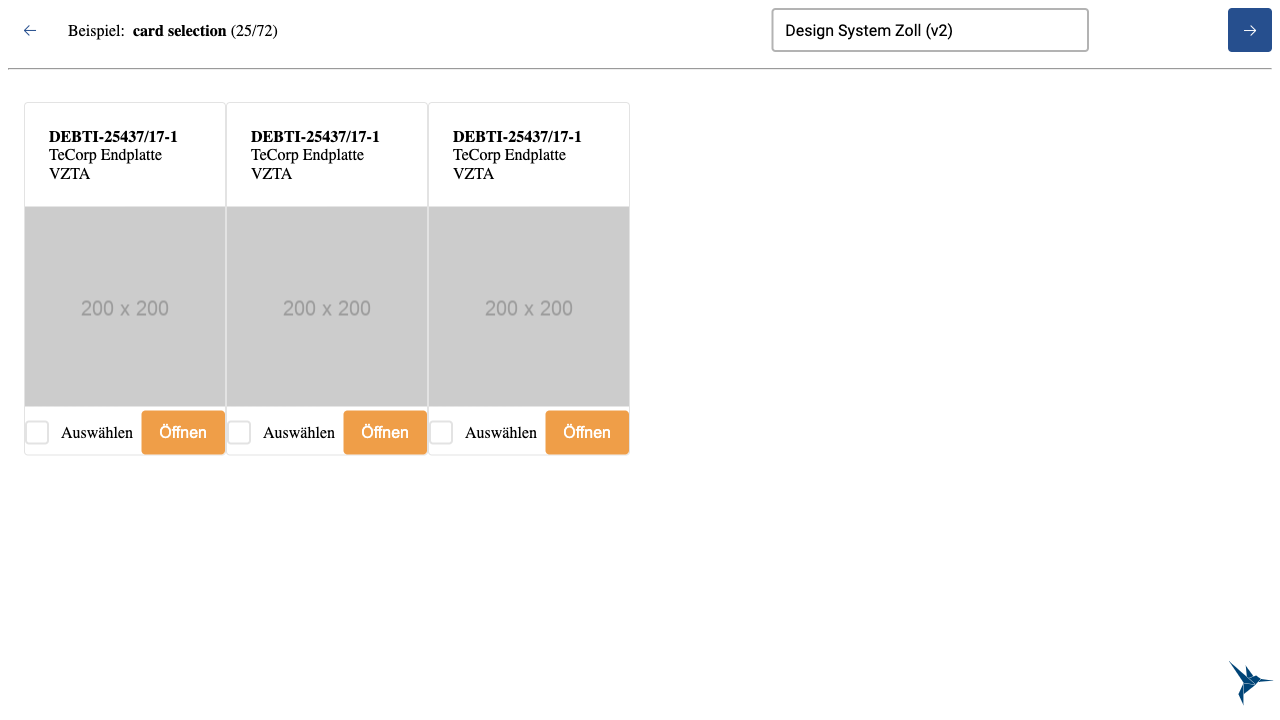 Beispiel: card selection (25/72)
Design System Zoll (v2)
DEBTI-25437/17-1
TeCorp Endplatte
VZTA
200 x 200
Auswählen
Öffnen
DEBTI-25437/17-1
TeCorp Endplatte
VZTA
200 x 200
Auswählen
Öffnen
DEBTI-25437/17-1
TeCorp Endplatte
VZTA
200 x 200
Auswählen
Öffnen